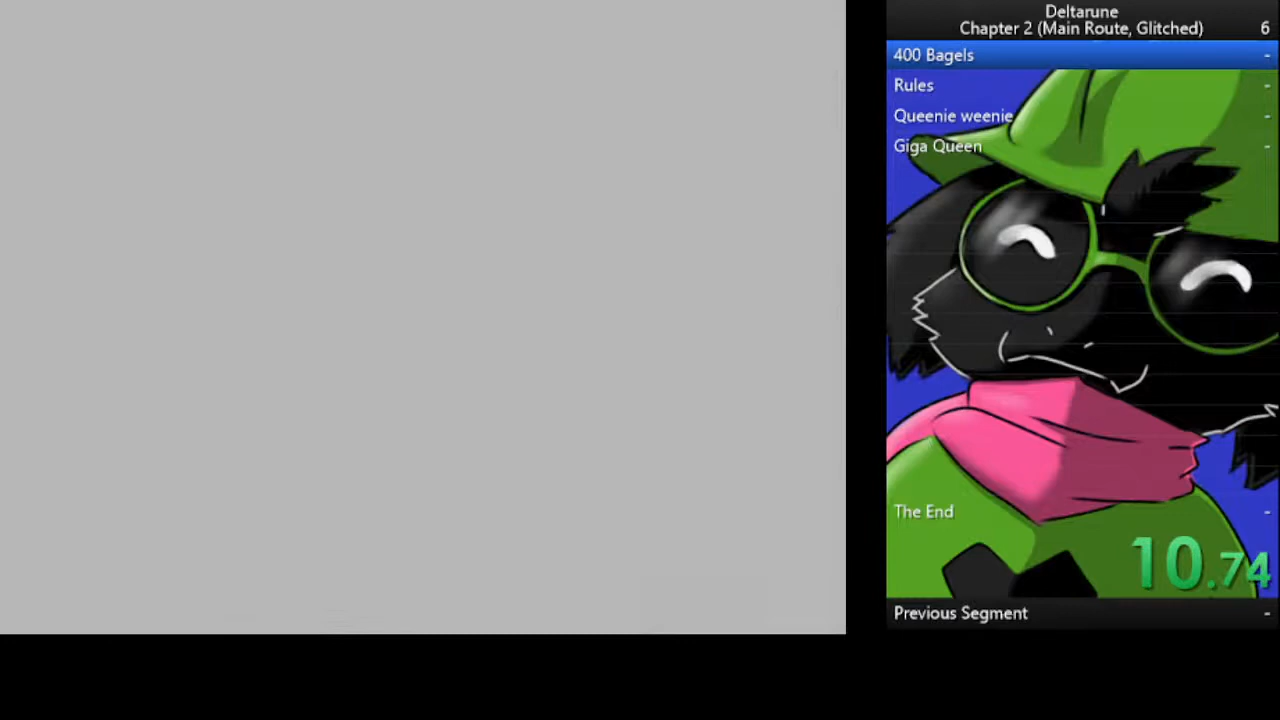 Deltarune
Chapter 2 (Main Route, Glitched) 6
400 Bagels -
Rules -
Queenie weenie -
Giga Queen -
The End -
10.74
Previous Segment -